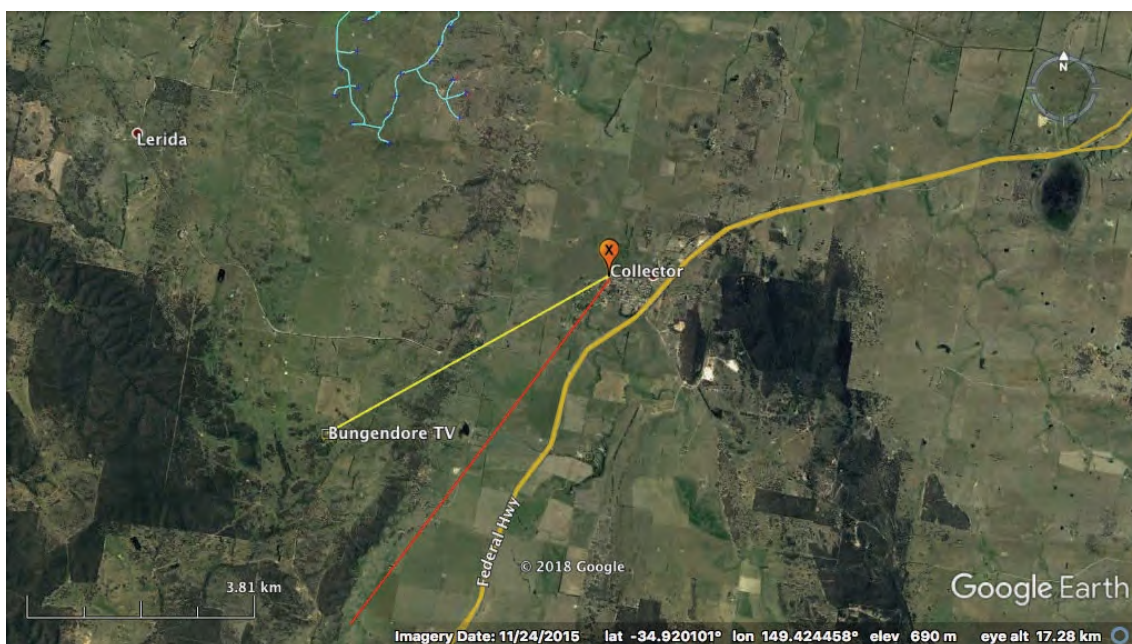 N
Lerida
X
Collector
Bungendore TV
Federal Hwy
3.81 km
© 2018 Google
Google Earth
Imagery Date: 11/24/2015 lat -34.920101° lon 149.424458° elev 690 m eye alt 17.28 km